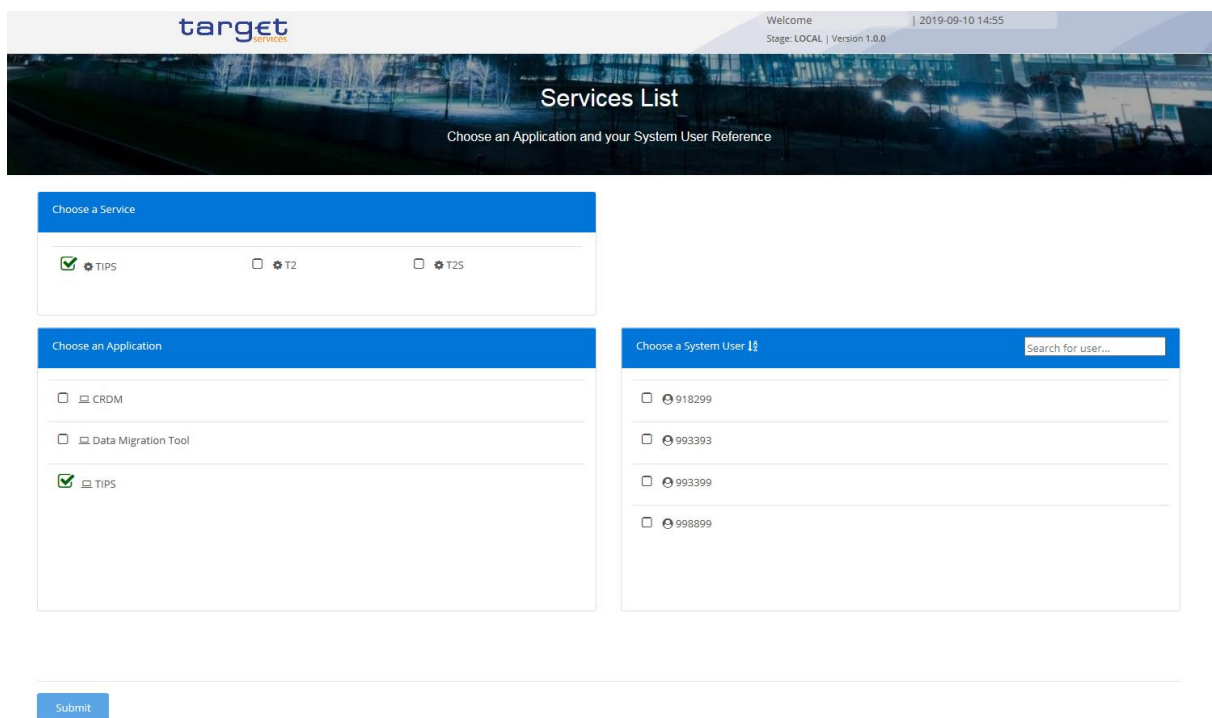 target
services
Welcome | 2019-09-10 14:55
Stage: LOCAL | Version 1.0.0
Services List
Choose an Application and your System User Reference
Choose a Service
TIPS T2 T2S
Choose an Application
CRDM
Data Migration Tool
TIPS
Choose a System User Search for user...
918299
993393
993399
998899
Submit